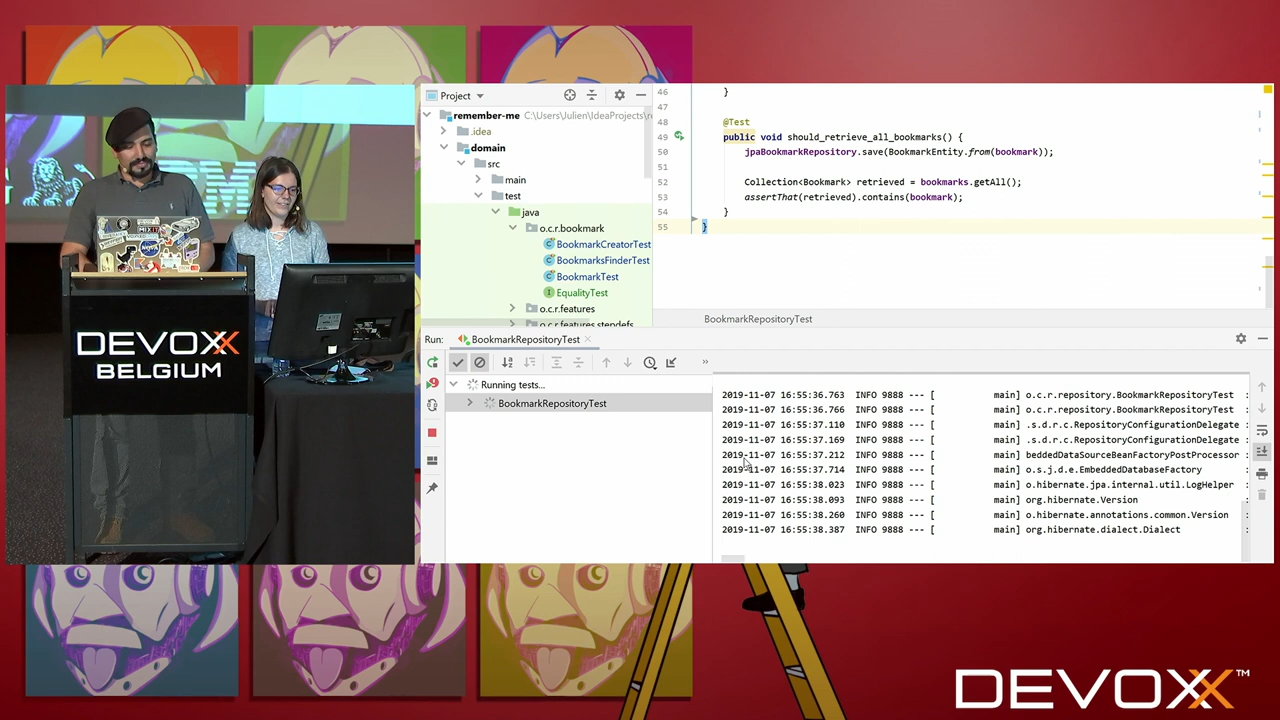 IBM
MIXIT
DEVOXX
BELGIUM
Project
remember-me C:\Users\Julien\IdeaProjects\re
.idea
domain
src
main
test
java
o.c.r.bookmark
BookmarkCreatorTest
BookmarksFinderTest
BookmarkTest
EqualityTest
o.c.r.features
o.c.r.features.stepdefs
46 }
47
48 @Test
49 public void should_retrieve_all_bookmarks() {
50 jpaBookmarkRepository.save(BookmarkEntity.from(bookmark));
51
52 Collection<Bookmark> retrieved = bookmarks.getAll();
53 assertThat(retrieved).contains(bookmark);
54 }
55 }
BookmarkRepositoryTest
Run: BookmarkRepositoryTest
Running tests...
BookmarkRepositoryTest
2019-11-07 16:55:36.763 INFO 9888 --- [ main] o.c.r.repository.BookmarkRepositoryTest :
2019-11-07 16:55:36.766 INFO 9888 --- [ main] o.c.r.repository.BookmarkRepositoryTest :
2019-11-07 16:55:37.110 INFO 9888 --- [ main] .s.d.r.c.RepositoryConfigurationDelegate :
2019-11-07 16:55:37.169 INFO 9888 --- [ main] .s.d.r.c.RepositoryConfigurationDelegate :
2019-11-07 16:55:37.212 INFO 9888 --- [ main] beddedDataSourceBeanFactoryPostProcessor :
2019-11-07 16:55:37.714 INFO 9888 --- [ main] o.s.j.d.e.EmbeddedDatabaseFactory :
2019-11-07 16:55:38.023 INFO 9888 --- [ main] o.hibernate.jpa.internal.util.LogHelper :
2019-11-07 16:55:38.093 INFO 9888 --- [ main] org.hibernate.Version :
2019-11-07 16:55:38.260 INFO 9888 --- [ main] o.hibernate.annotations.common.Version :
2019-11-07 16:55:38.387 INFO 9888 --- [ main] org.hibernate.dialect.Dialect :
DEVOXX™